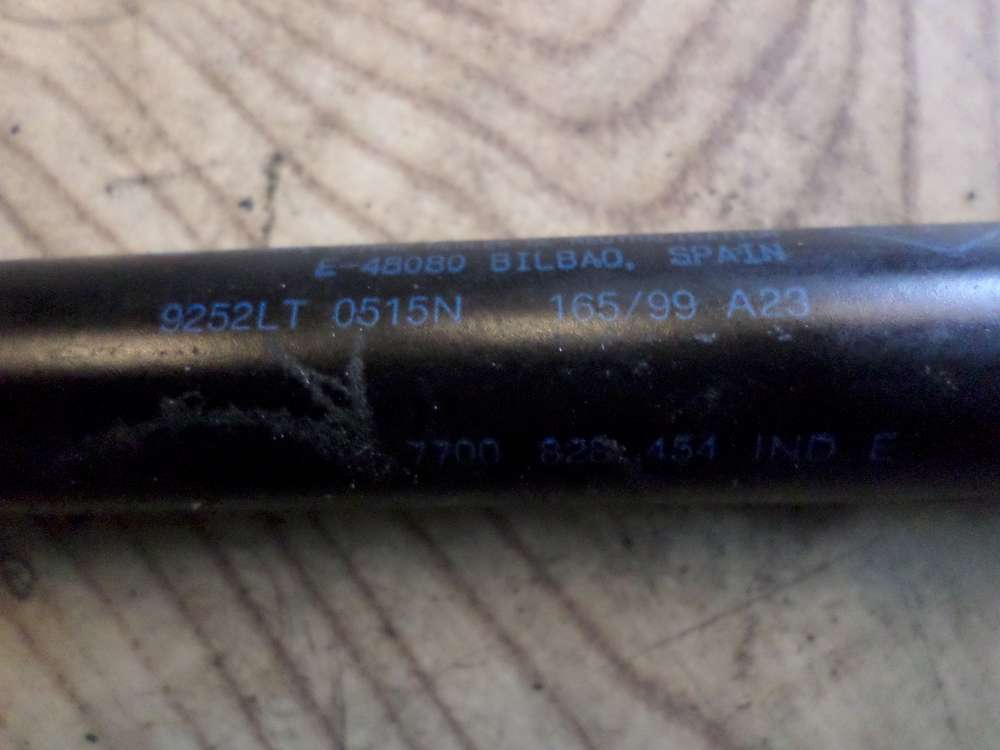 E-48080 BILBAO, SPAIN
9252LT 0515N 165/99 A23
7700 828 454 IND E